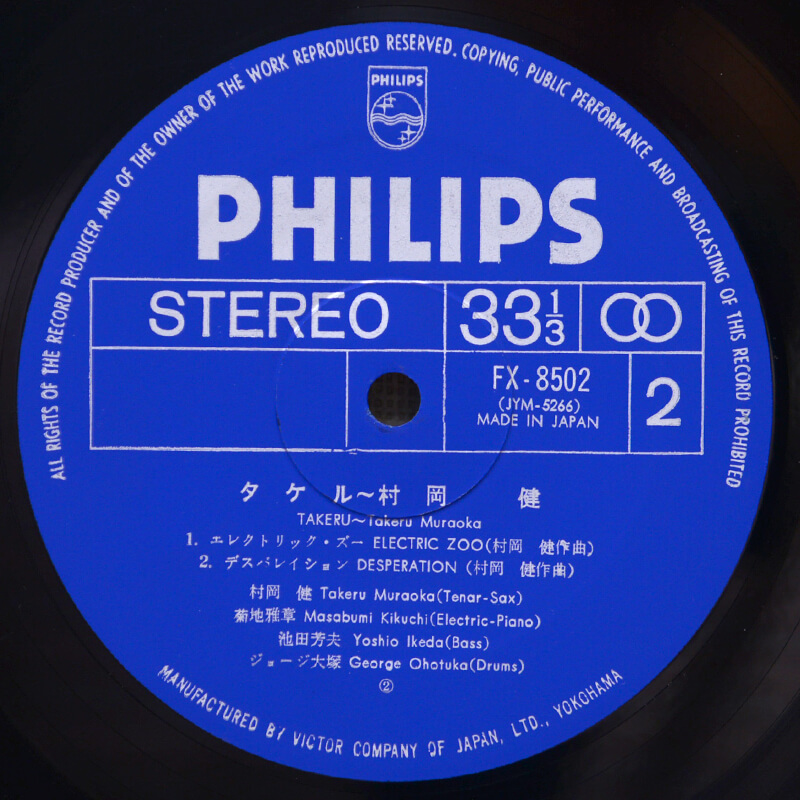 ALL RIGHTS OF THE RECORD PRODUCER AND OF THE OWNER OF THE WORK REPRODUCED RESERVED. COPYING, PUBLIC PERFORMANCE AND BROADCASTING OF THIS RECORD PROHIBITED
PHILIPS
PHILIPS
STEREO 33 1/3
FX-8502
(JYM-5266)
MADE IN JAPAN
2
タケル〜村岡 健
TAKERU〜Takeru Muraoka
1. エレクトリック・ズー ELECTRIC ZOO(村岡 健作曲)
2. デスパレイション DESPERATION (村岡 健作曲)
村岡 健 Takeru Muraoka(Tenar-Sax)
菊地雅章 Masabumi Kikuchi(Electric-Piano)
池田芳夫 Yoshio Ikeda(Bass)
ジョージ大塚 George Ohotuka(Drums)
②
MANUFACTURED BY VICTOR COMPANY OF JAPAN, LTD., YOKOHAMA